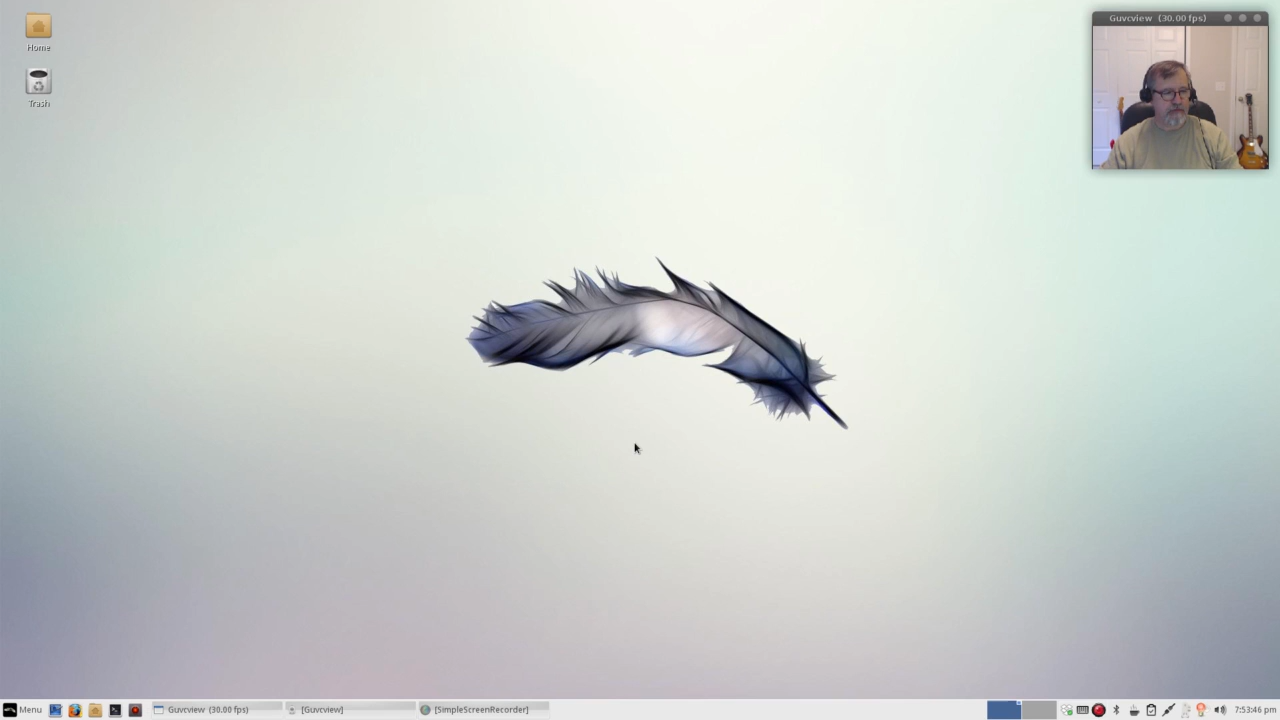 Guvcview (30.00 fps)
Home
Trash
Menu
Guvcview (30.00 fps)
[Guvcview]
[SimpleScreenRecorder]
7:53:46 pm